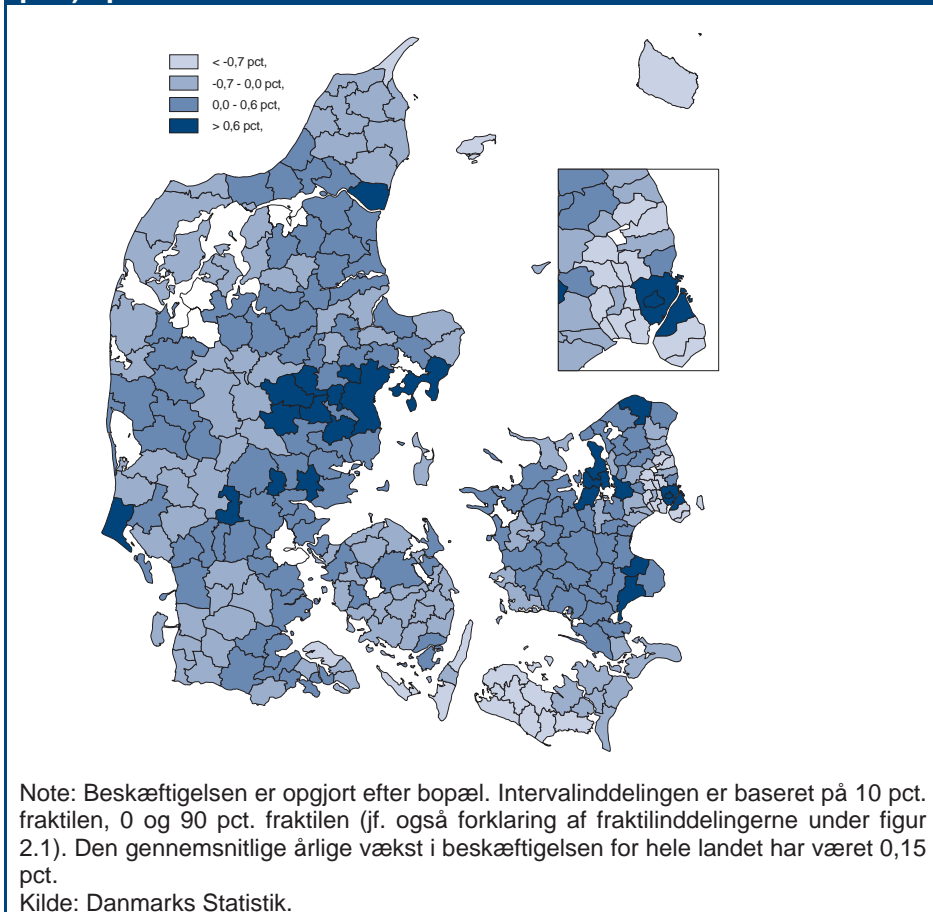 < -0,7 pct,
-0,7 - 0,0 pct,
0,0 - 0,6 pct,
> 0,6 pct,
Note: Beskæftigelsen er opgjort efter bopæl. Intervalinddelingen er baseret på 10 pct.
fraktilen, 0 og 90 pct. fraktilen (jf. også forklaring af fraktilinddelingerne under figur
2.1). Den gennemsnitlige årlige vækst i beskæftigelsen for hele landet har været 0,15
pct.
Kilde: Danmarks Statistik.